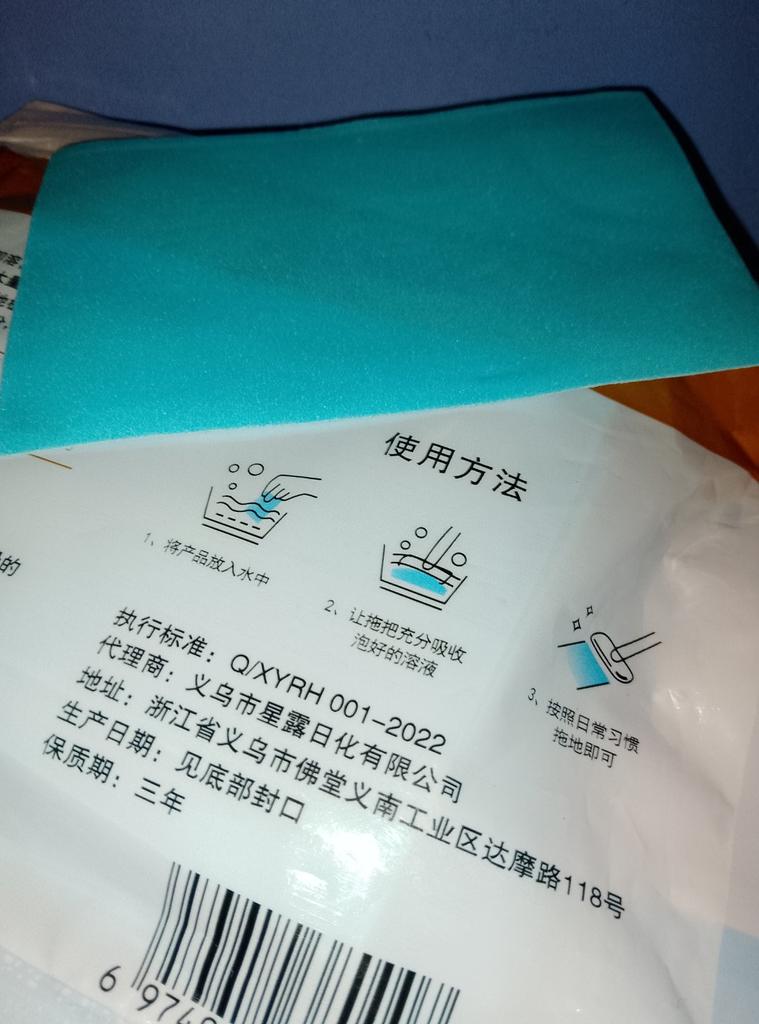 使用方法
1、将产品放入水中
2、让拖把充分吸收
泡好的溶液
3、按照日常习惯
拖地即可
执行标准：Q/XYRH 001-2022
代理商：义乌市星露日化有限公司
地址：浙江省义乌市佛堂义南工业区达摩路118号
生产日期：见底部封口
保质期：三年
6 974